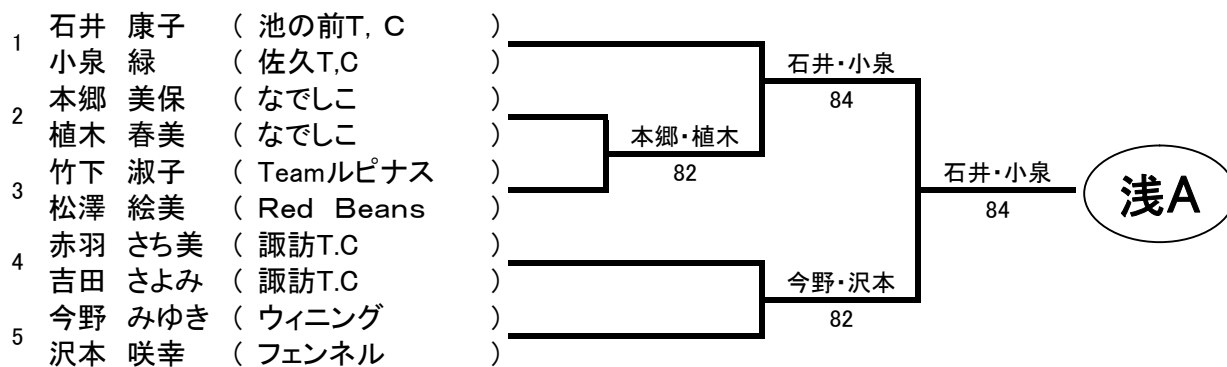 1
石井 康子 ( 池の前T, C )
小泉 緑 ( 佐久T,C )
2
本郷 美保 ( なでしこ )
植木 春美 ( なでしこ )
3
竹下 淑子 ( Teamルピナス )
松澤 絵美 ( Red Beans )
4
赤羽 さち美 ( 諏訪T.C )
吉田 さよみ ( 諏訪T.C )
5
今野 みゆき ( ウィニング )
沢本 咲幸 ( フェンネル )
本郷・植木
82
石井・小泉
84
今野・沢本
82
石井・小泉
84
浅A